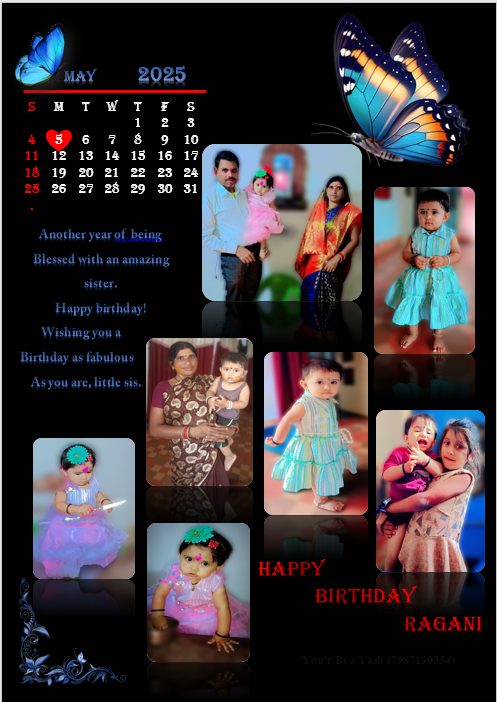 MAY 2025
S M T W T F S
1 2 3
4 5 6 7 8 9 10
11 12 13 14 15 16 17
18 19 20 21 22 23 24
25 26 27 28 29 30 31
Another year of being
Blessed with an amazing
sister.
Happy birthday!
Wishing you a
Birthday as fabulous
As you are, little sis.
HAPPY
BIRTHDAY
RAGANI
You'r Bro Yash (7987190554)